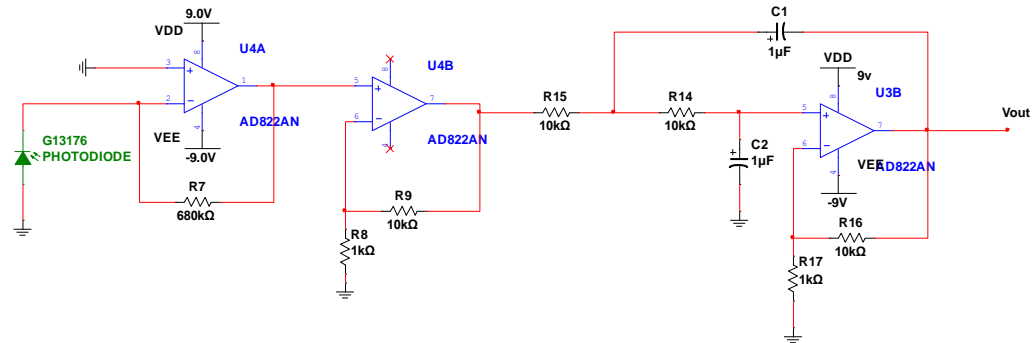 9.0V
VDD
U4A
8
3
1
2
4
AD822AN
VEE
-9.0V
G13176
PHOTODIODE
R7
680kΩ
U4B
8
5
7
6
4
AD822AN
R9
10kΩ
R8
1kΩ
R15
10kΩ
C1
1µF
R14
10kΩ
C2
1µF
VDD
9v
U3B
8
5
7
6
4
VEE
AD822AN
-9V
Vout
R16
10kΩ
R17
1kΩ